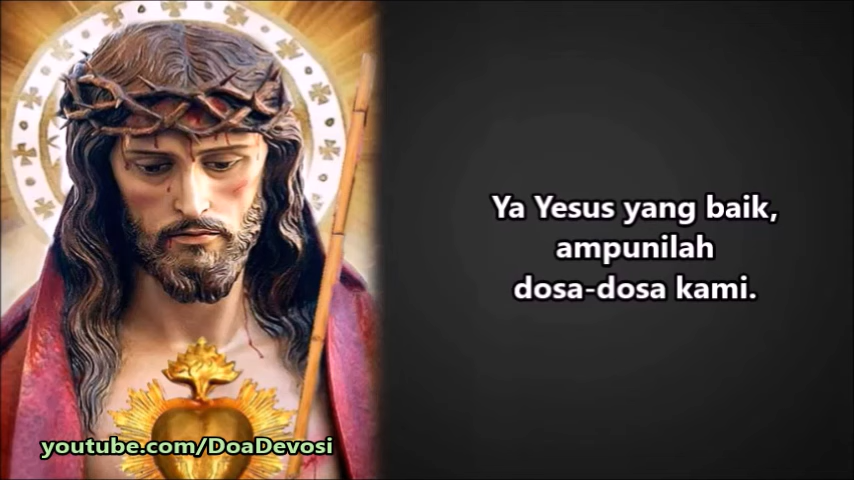 Ya Yesus yang baik,
ampunilah
dosa-dosa kami.
youtube.com/DoaDevosi